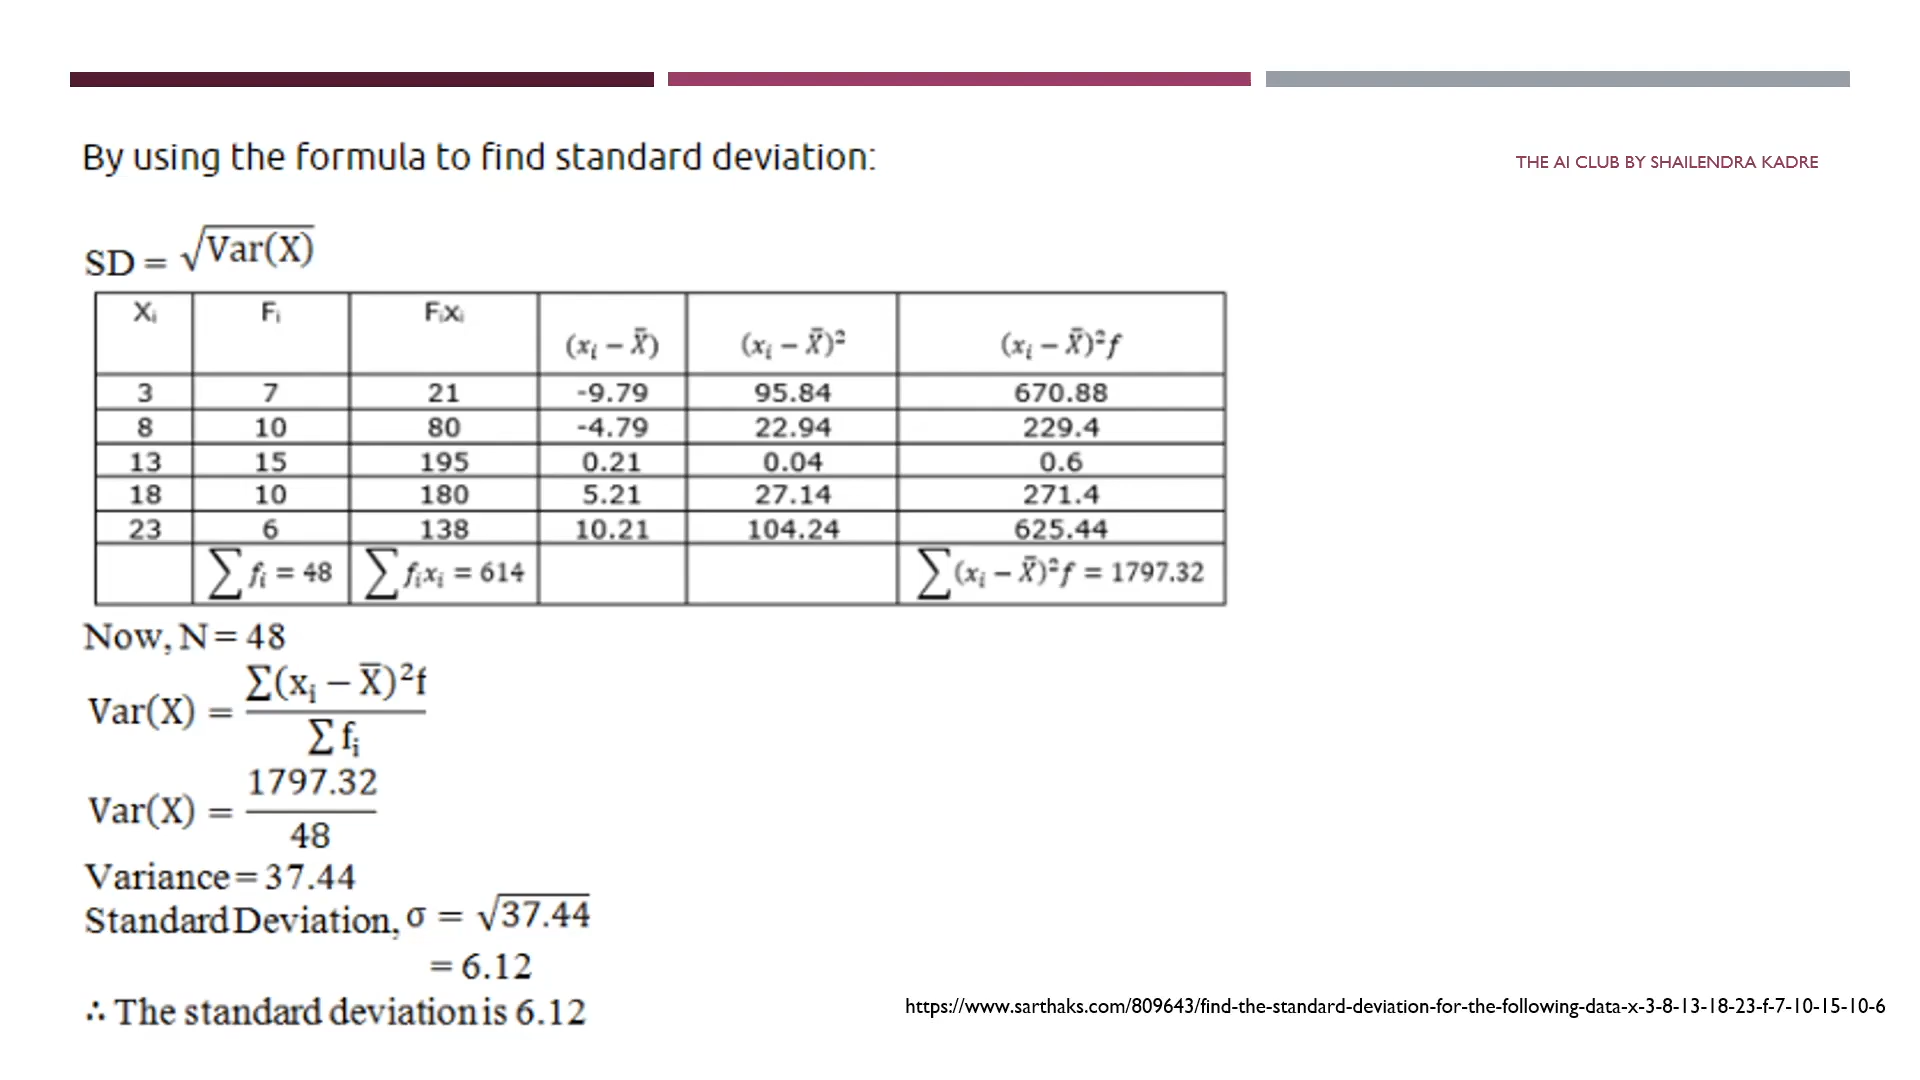 By using the formula to find standard deviation:
THE AI CLUB BY SHAILENDRA KADRE
SD = √Var(X)
Xᵢ Fᵢ Fᵢxᵢ (xᵢ − X̅) (xᵢ − X̅)² (xᵢ − X̅)²f
3 7 21 -9.79 95.84 670.88
8 10 80 -4.79 22.94 229.4
13 15 195 0.21 0.04 0.6
18 10 180 5.21 27.14 271.4
23 6 138 10.21 104.24 625.44
∑ fᵢ = 48 ∑ fᵢxᵢ = 614 ∑ (xᵢ − X̅)²f = 1797.32
Now, N = 48
Var(X) = ∑(xᵢ − X̅)²f / ∑ fᵢ
Var(X) = 1797.32 / 48
Variance = 37.44
Standard Deviation, σ = √37.44
= 6.12
∴ The standard deviation is 6.12
https://www.sarthaks.com/809643/find-the-standard-deviation-for-the-following-data-x-3-8-13-18-23-f-7-10-15-10-6